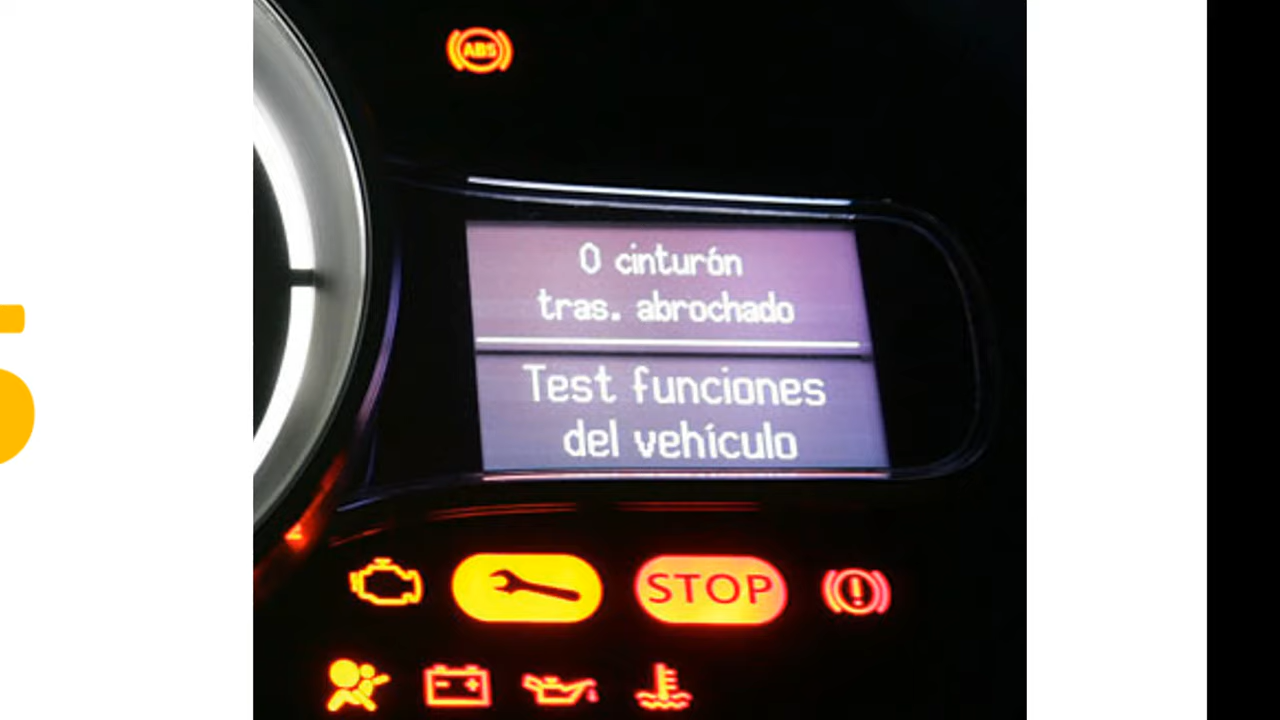 ABS
0 cinturón
tras. abrochado
Test funciones
del vehículo
STOP